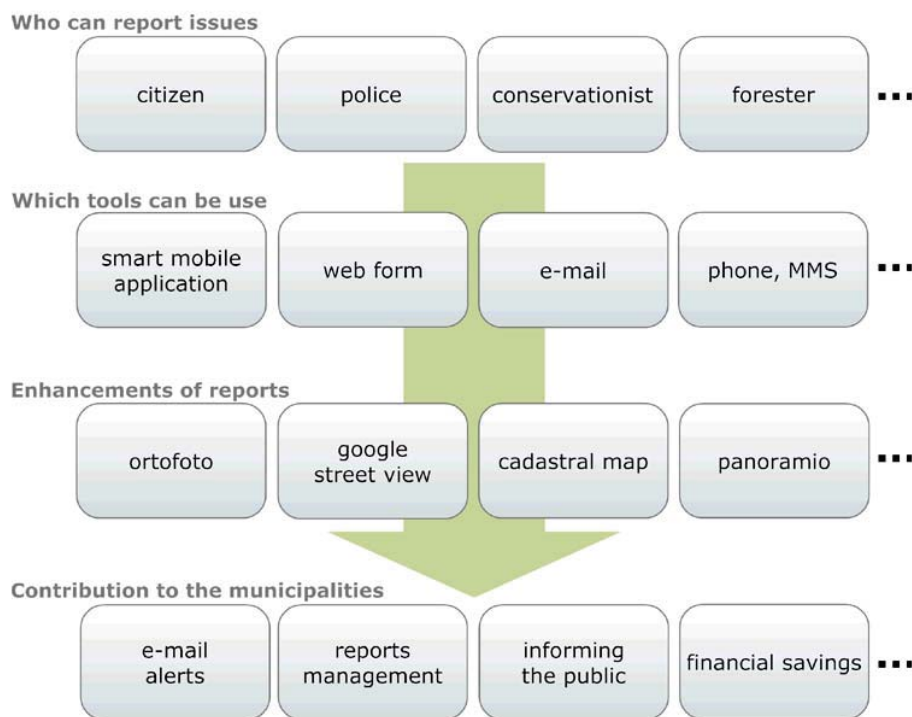 Who can report issues
citizen
police
conservationist
forester
...
Which tools can be use
smart mobile
application
web form
e-mail
phone, MMS
...
Enhancements of reports
ortofoto
google
street view
cadastral map
panoramio
...
Contribution to the municipalities
e-mail
alerts
reports
management
informing
the public
financial savings
...